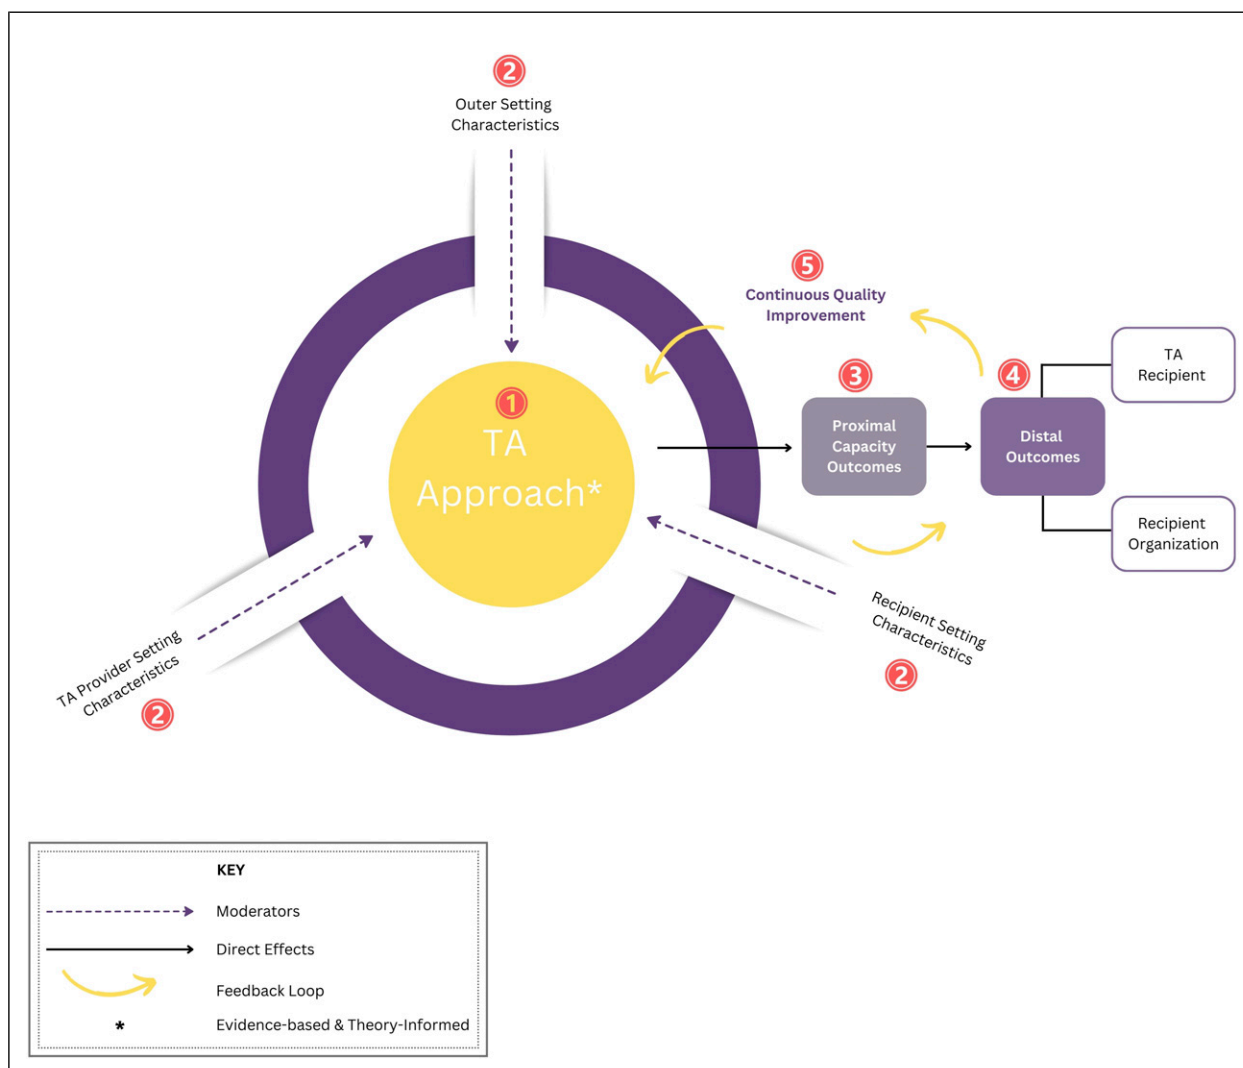 2
Outer Setting
Characteristics
5
Continuous Quality
Improvement
1
TA
Approach*
3
Proximal
Capacity
Outcomes
4
Distal
Outcomes
TA
Recipient
Recipient
Organization
TA Provider Setting
Characteristics
2
Recipient Setting
Characteristics
2
KEY
Moderators
Direct Effects
Feedback Loop
* Evidence-based & Theory-Informed